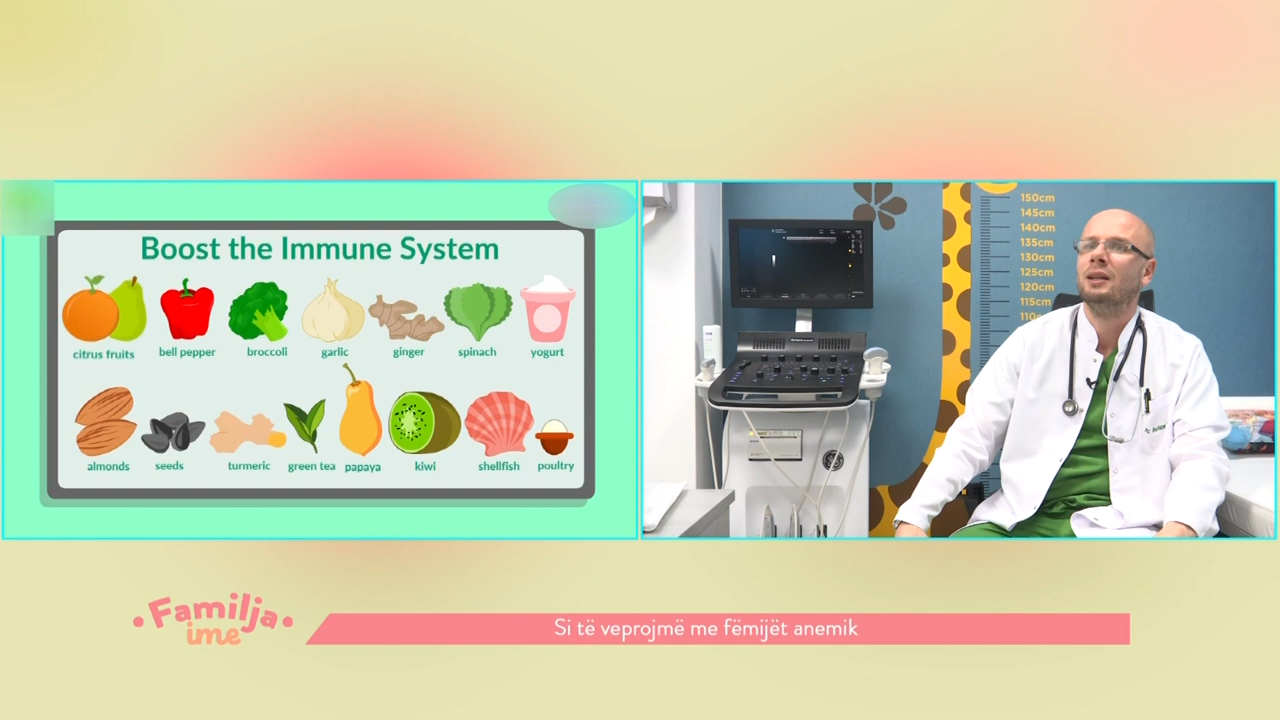 Boost the Immune System
citrus fruits bell pepper broccoli garlic ginger spinach yogurt
almonds seeds turmeric green tea papaya kiwi shellfish poultry
150cm
145cm
140cm
135cm
130cm
125cm
120cm
115cm
Familja
ime
Si të veprojmë me fëmijët anemik